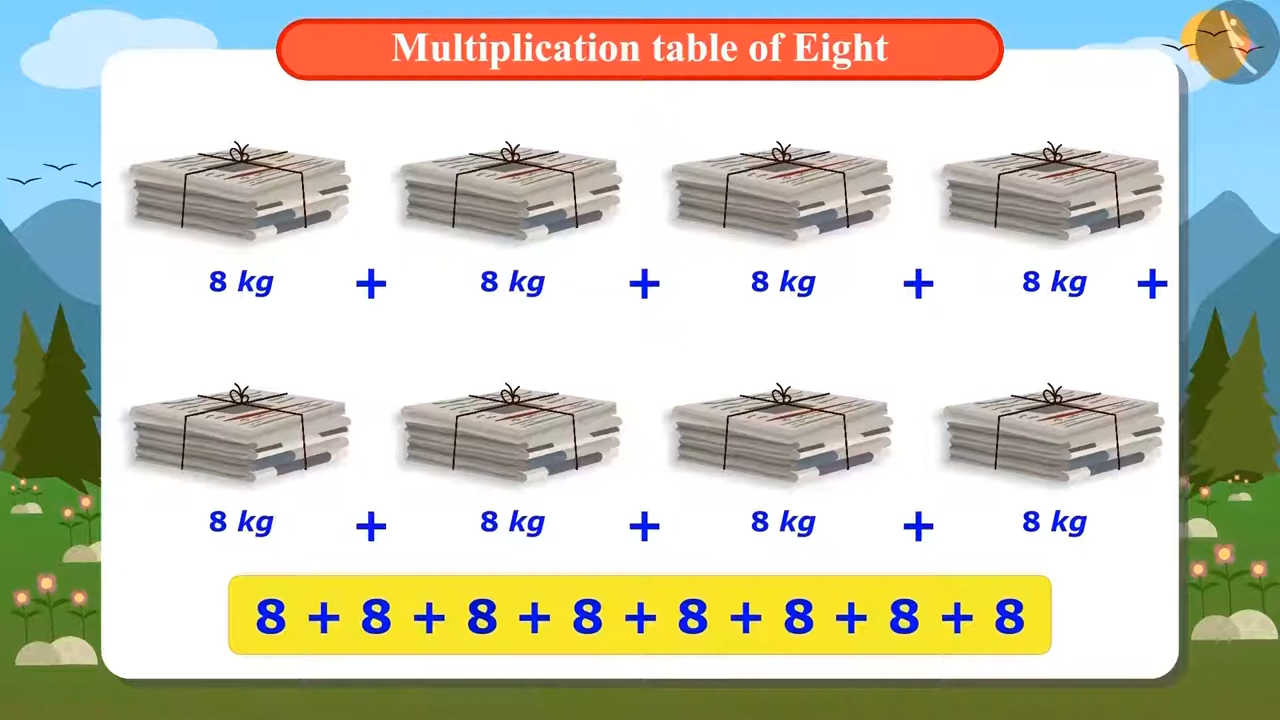 Multiplication table of Eight
8 kg + 8 kg + 8 kg + 8 kg +
8 kg + 8 kg + 8 kg + 8 kg
8 + 8 + 8 + 8 + 8 + 8 + 8 + 8